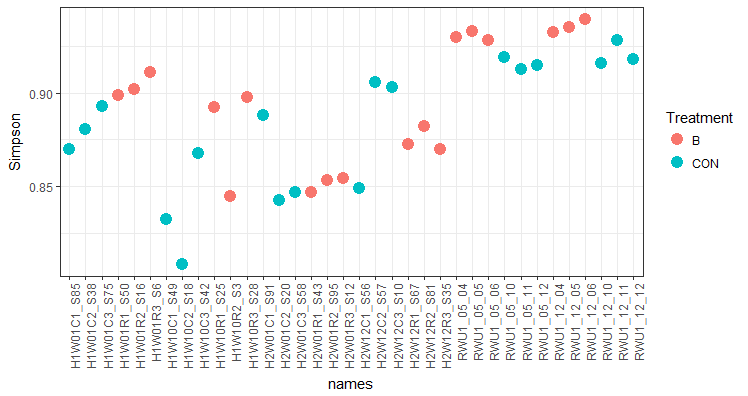 Simpson
0.90
0.85
H1W01C1_S85
H1W01C2_S38
H1W01C3_S75
H1W01R1_S50
H1W01R2_S16
H1W01R3_S6
H1W10C1_S49
H1W10C2_S18
H1W10C3_S42
H1W10R1_S25
H1W10R2_S3
H1W10R3_S28
H2W01C1_S91
H2W01C2_S20
H2W01C3_S58
H2W01R1_S43
H2W01R2_S95
H2W01R3_S12
H2W12C1_S66
H2W12C2_S57
H2W12C3_S10
H2W12R1_S67
H2W12R2_S81
H2W12R3_S35
RWU1_05_04
RWU1_05_05
RWU1_05_06
RWU1_05_10
RWU1_05_11
RWU1_05_12
RWU1_12_04
RWU1_12_05
RWU1_12_06
RWU1_12_10
RWU1_12_11
RWU1_12_12
names
Treatment
B
CON